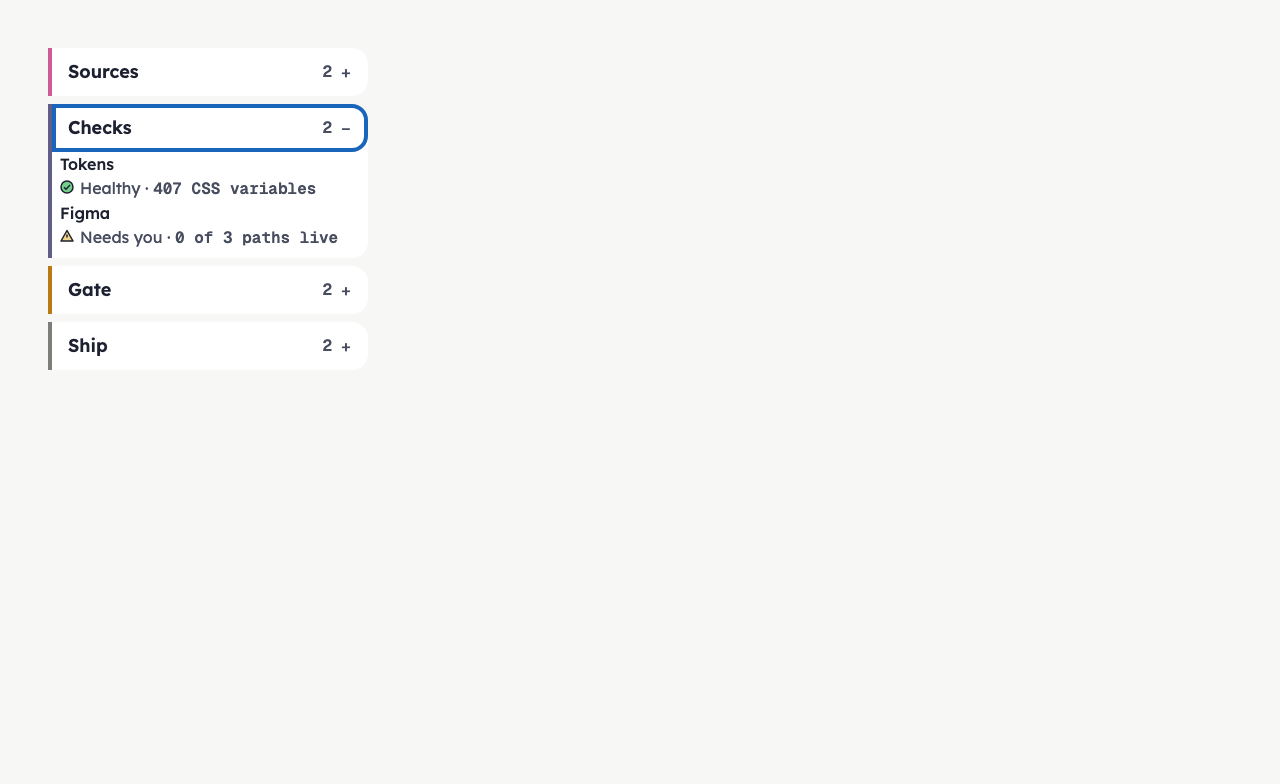 Sources 2 +
Checks 2 –
Tokens
Healthy · 407 CSS variables
Figma
Needs you · 0 of 3 paths live
Gate 2 +
Ship 2 +